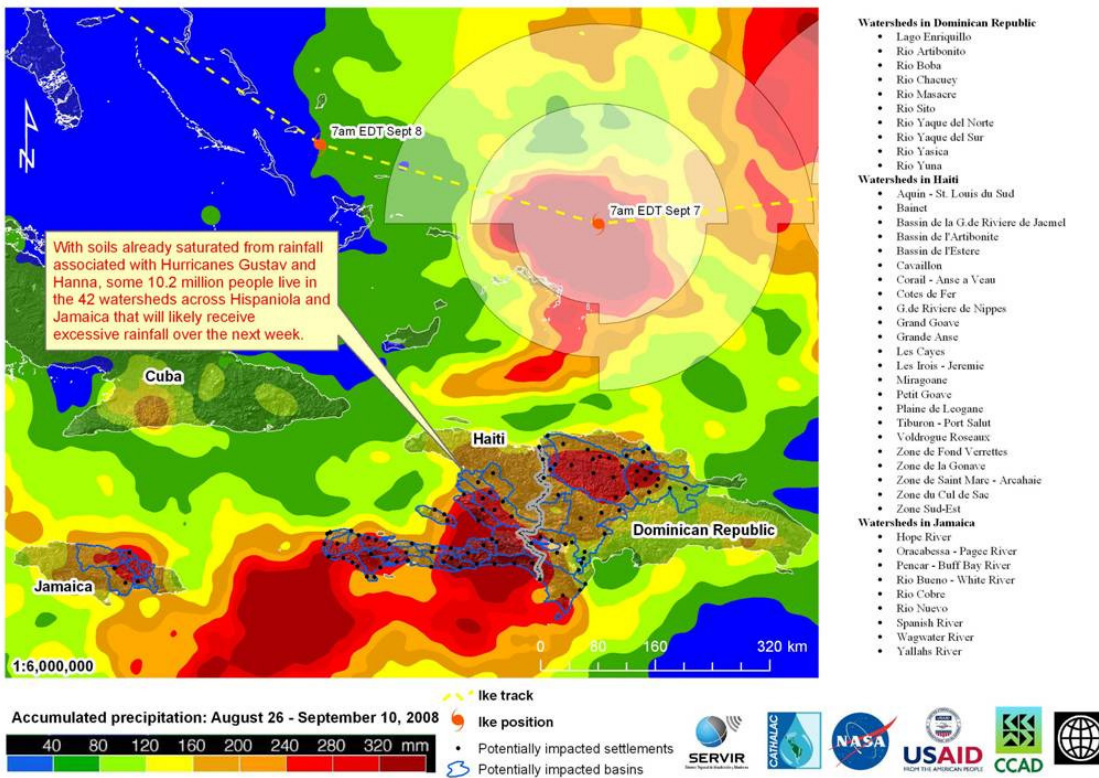 7am EDT Sept 8
7am EDT Sept 7
With soils already saturated from rainfall
associated with Hurricanes Gustav and
Hanna, some 10.2 million people live in
the 42 watersheds across Hispaniola and
Jamaica that will likely receive
excessive rainfall over the next week.
Cuba
Haiti
Dominican Republic
Jamaica
0 80 160 320 km
1:6,000,000
Watersheds in Dominican Republic
• Lago Enriquillo
• Rio Artibonito
• Rio Boba
• Rio Chacuey
• Rio Masacre
• Rio Sito
• Rio Yaque del Norte
• Rio Yaque del Sur
• Rio Yasica
• Rio Yuna
Watersheds in Haiti
• Aquin - St. Louis du Sud
• Bainet
• Bassin de la G.de Riviere de Jacmel
• Bassin de l'Artibonite
• Bassin de l'Estere
• Cavaillon
• Corail - Anse a Veau
• Cotes de Fer
• G.de Riviere de Nippes
• Grand Goave
• Grande Anse
• Les Cayes
• Les Irois - Jeremie
• Miragoane
• Petit Goave
• Plaine de Leogane
• Tiburon - Port Salut
• Voldrogue Roseaux
• Zone de Fond Verrettes
• Zone de la Gonave
• Zone de Saint Marc - Arcahaie
• Zone du Cul de Sac
• Zone Sud-Est
Watersheds in Jamaica
• Hope River
• Oracabessa - Pagee River
• Pencar - Buff Bay River
• Rio Bueno - White River
• Rio Cobre
• Rio Nuevo
• Spanish River
• Wagwater River
• Yallahs River
Accumulated precipitation: August 26 - September 10, 2008
40 80 120 160 200 240 280 320 mm
Ike track
Ike position
Potentially impacted settlements
Potentially impacted basins
SERVIR
CATHALAC
NASA
USAID
FROM THE AMERICAN PEOPLE
CCAD